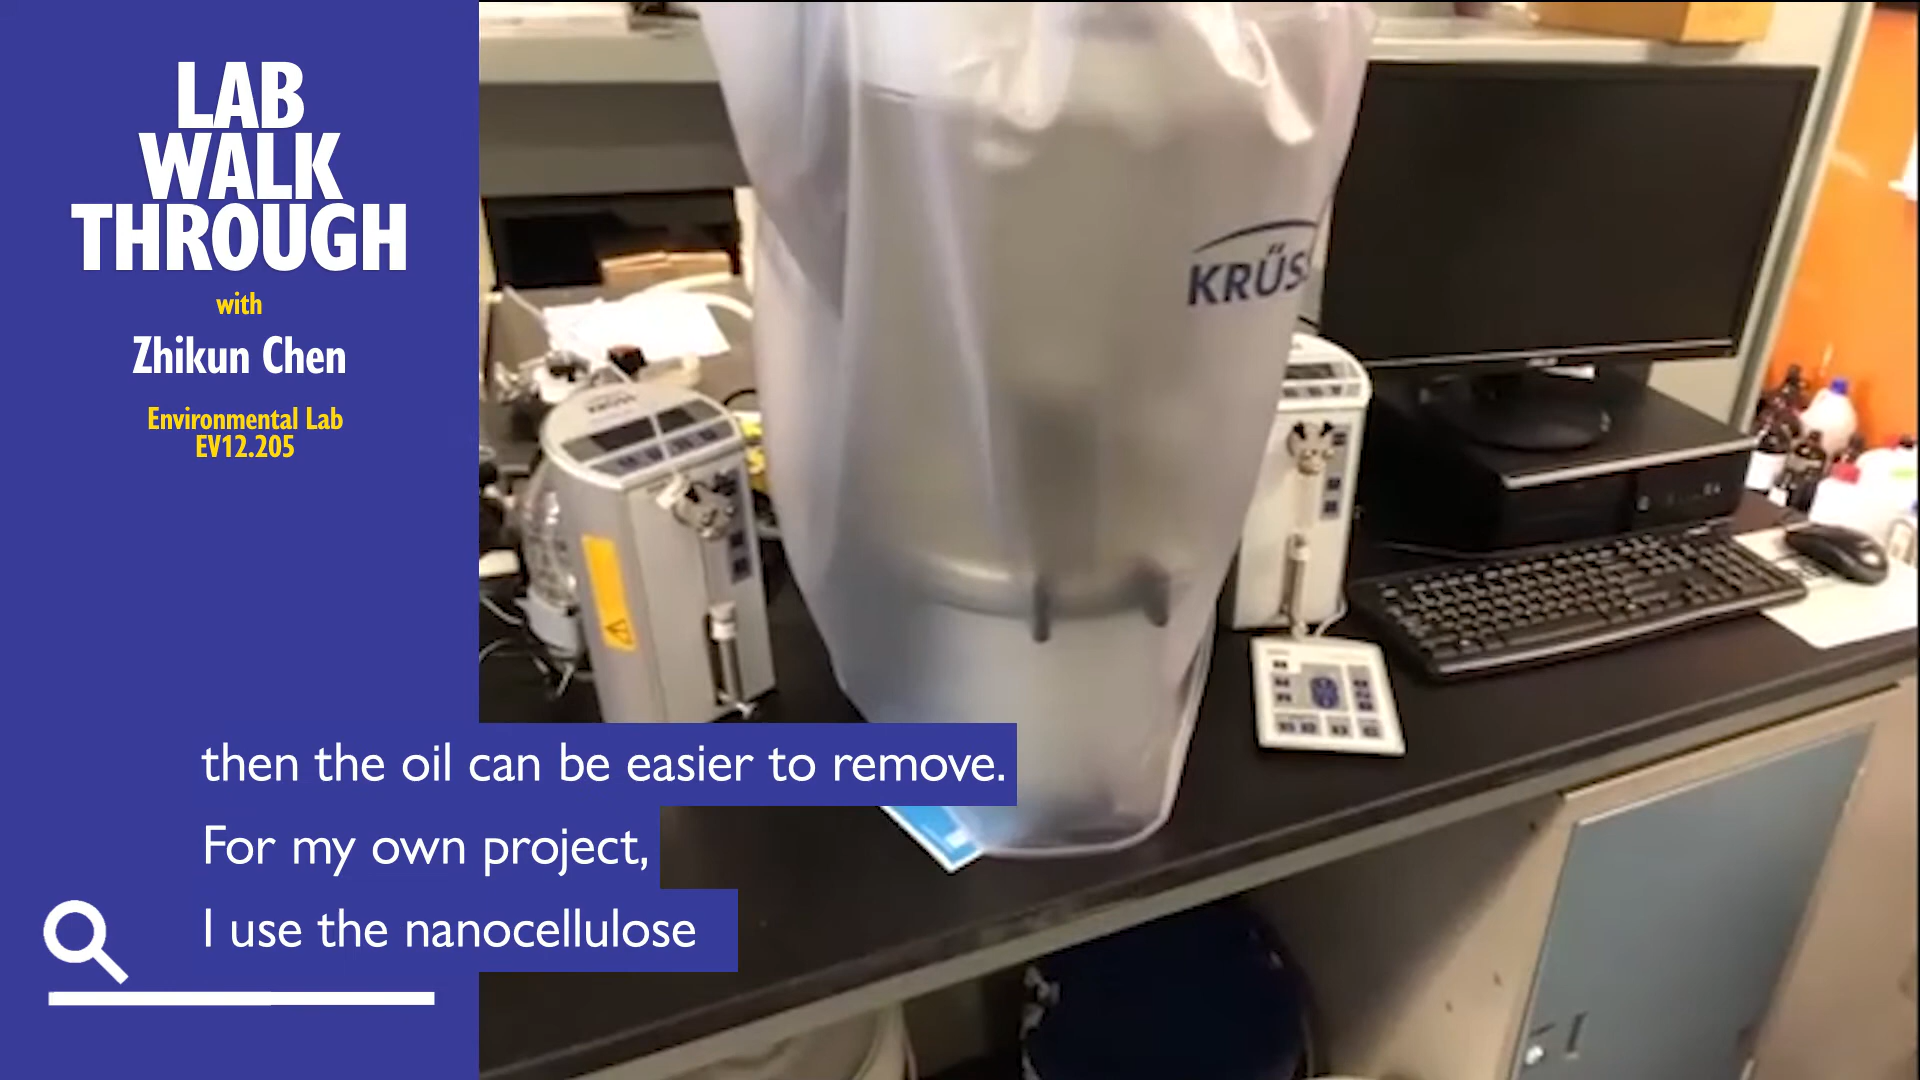 LAB
WALK
THROUGH
with
Zhikun Chen
Environmental Lab
EV12.205
KRÜSS
then the oil can be easier to remove.
For my own project,
I use the nanocellulose